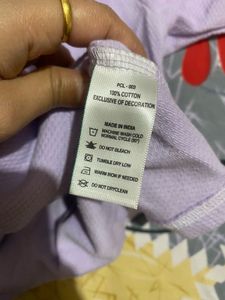 PCL - 003
100% COTTON
EXCLUSIVE OF DECORATION
MADE IN INDIA
MACHINE WASH COLD
NORMAL CYCLE (30°)
DO NOT BLEACH
TUMBLE DRY LOW
WARM IRON IF NEEDED
DO NOT DRYCLEAN